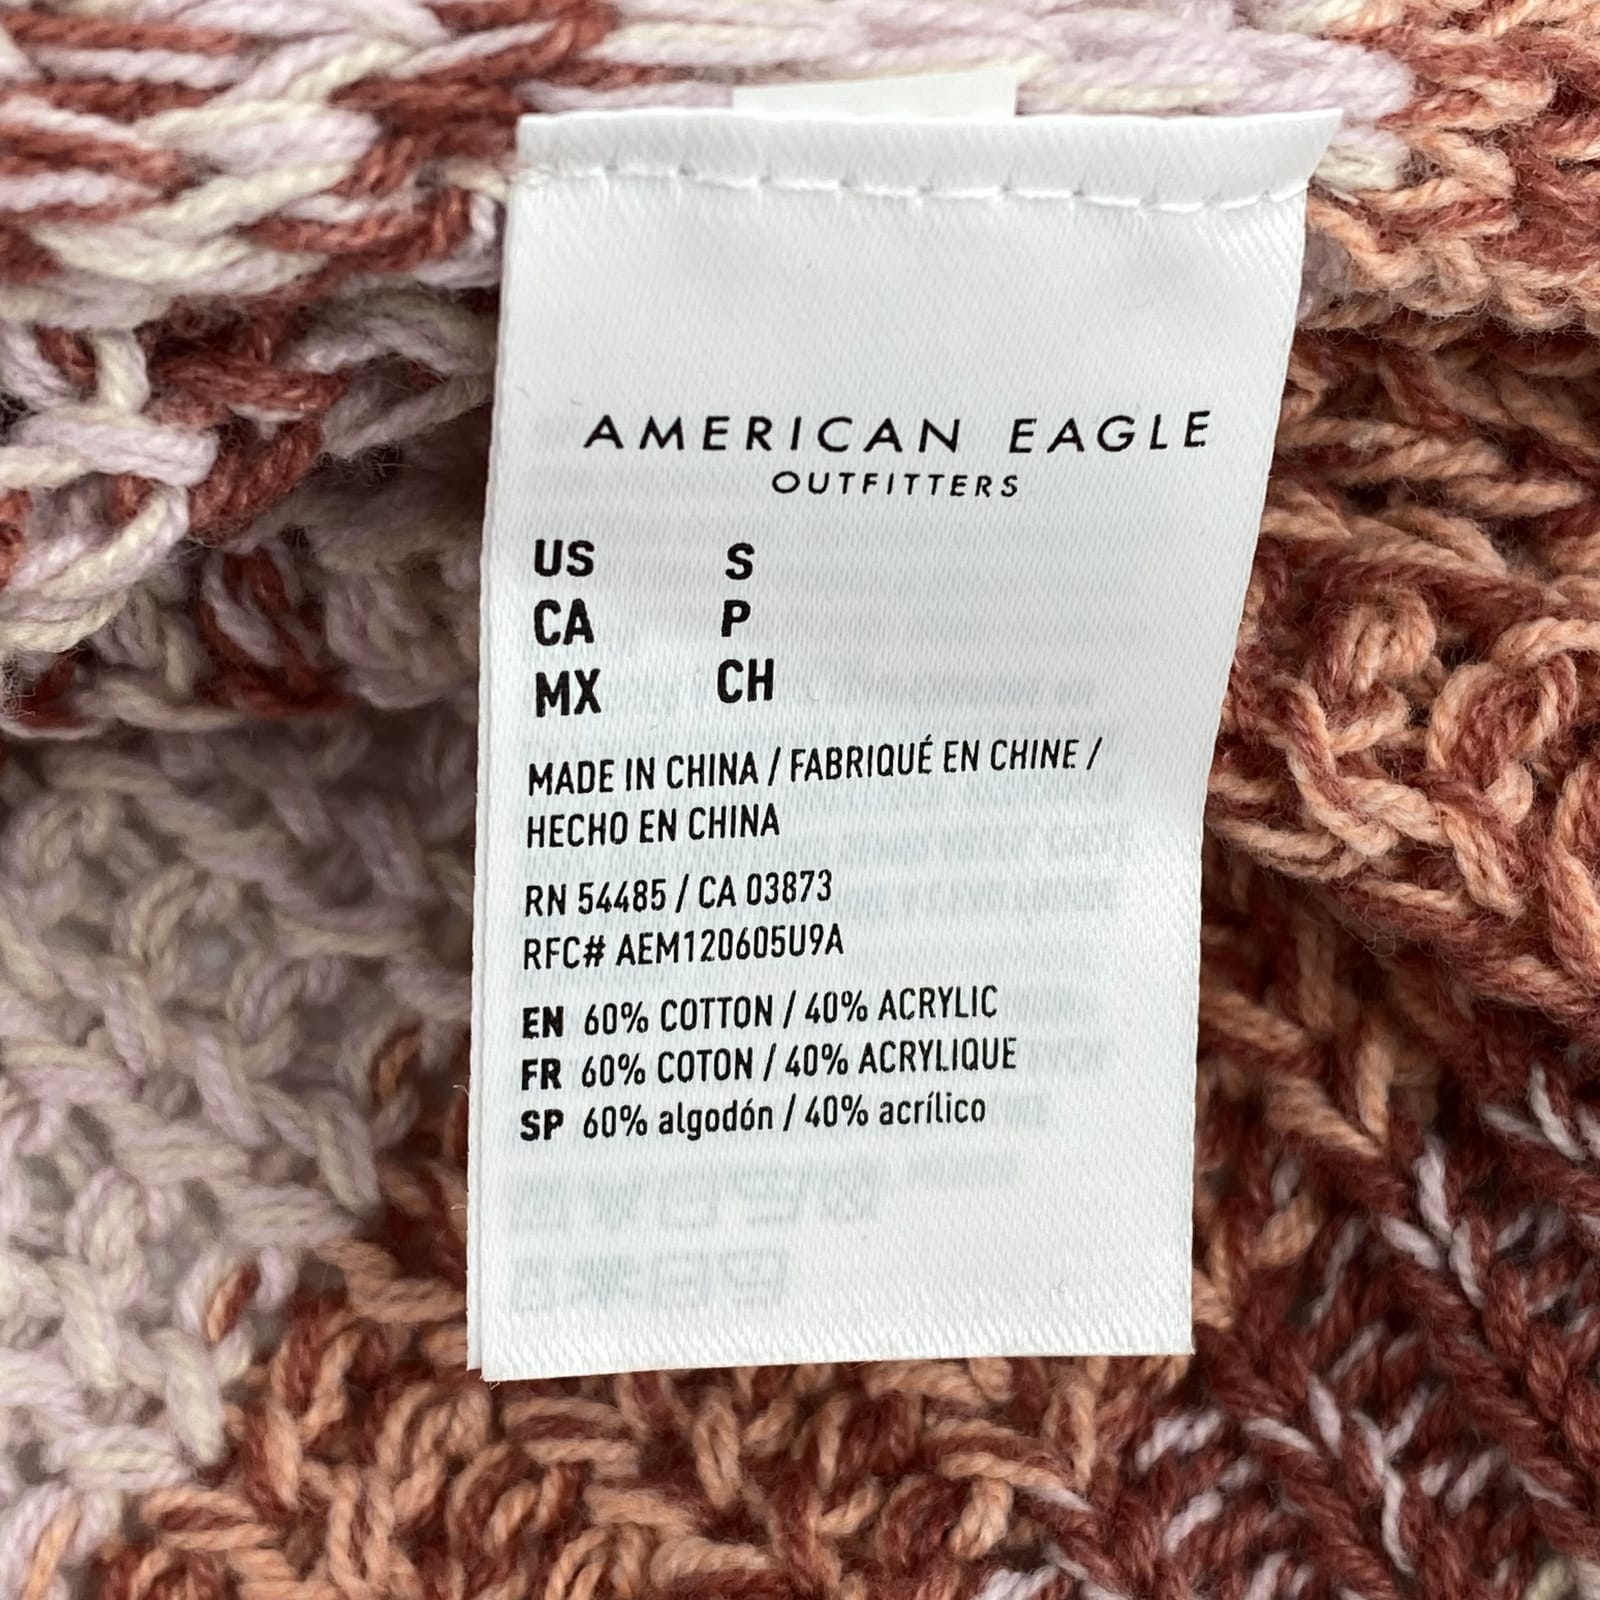 AMERICAN EAGLE
OUTFITTERS
US S
CA P
MX CH
MADE IN CHINA / FABRIQUÉ EN CHINE /
HECHO EN CHINA
RN 54485 / CA 03873
RFC# AEM120605U9A
EN 60% COTTON / 40% ACRYLIC
FR 60% COTON / 40% ACRYLIQUE
SP 60% algodón / 40% acrílico